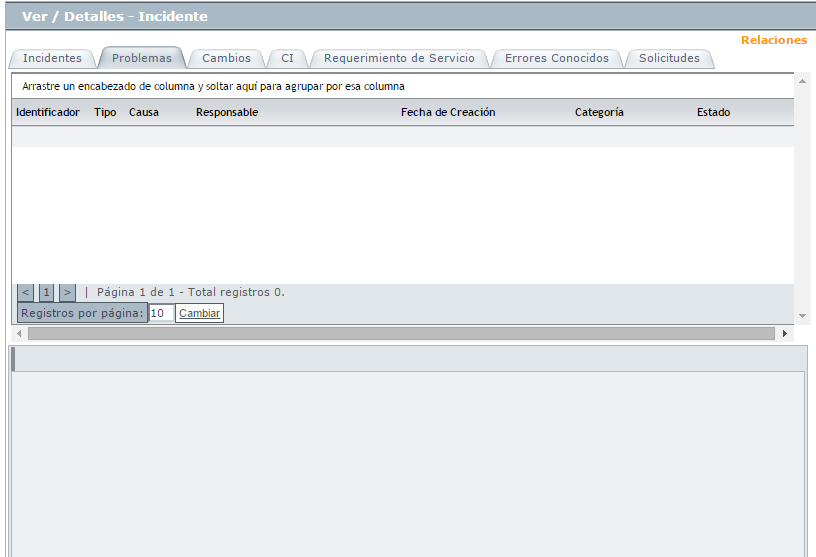 Ver / Detalles - Incidente
Relaciones
Incidentes Problemas Cambios CI Requerimiento de Servicio Errores Conocidos Solicitudes
Arrastre un encabezado de columna y soltar aquí para agrupar por esa columna
Identificador Tipo Causa Responsable Fecha de Creación Categoría Estado
< 1 > | Página 1 de 1 - Total registros 0.
Registros por página: 10 Cambiar